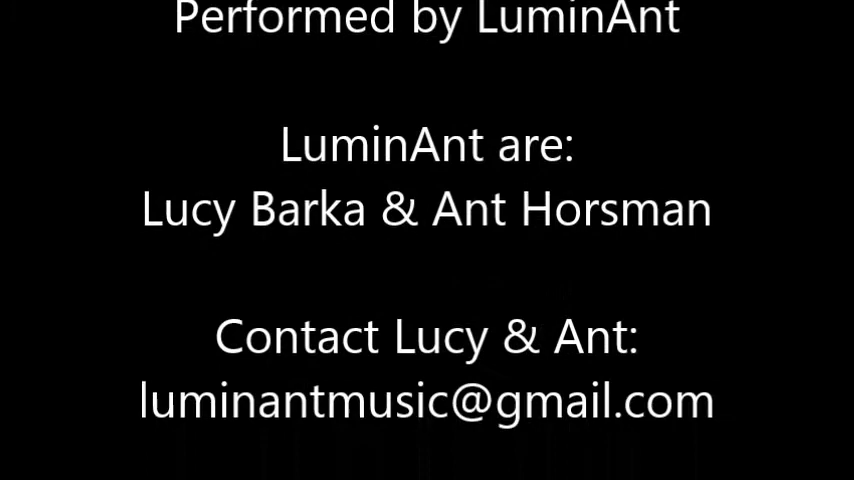 Performed by LuminAnt
LuminAnt are:
Lucy Barka & Ant Horsman
Contact Lucy & Ant:
luminantmusic@gmail.com